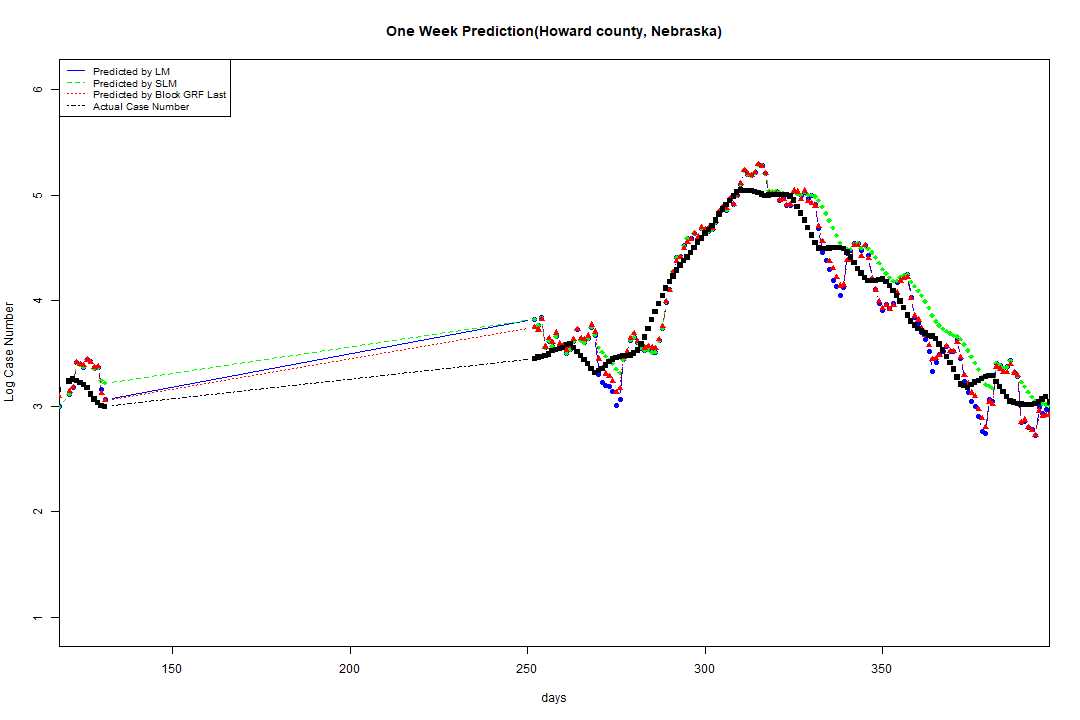 One Week Prediction(Howard county, Nebraska)
Predicted by LM
Predicted by SLM
Predicted by Block GRF Last
Actual Case Number
6
5
4
3
2
1
Log Case Number
150 200 250 300 350
days